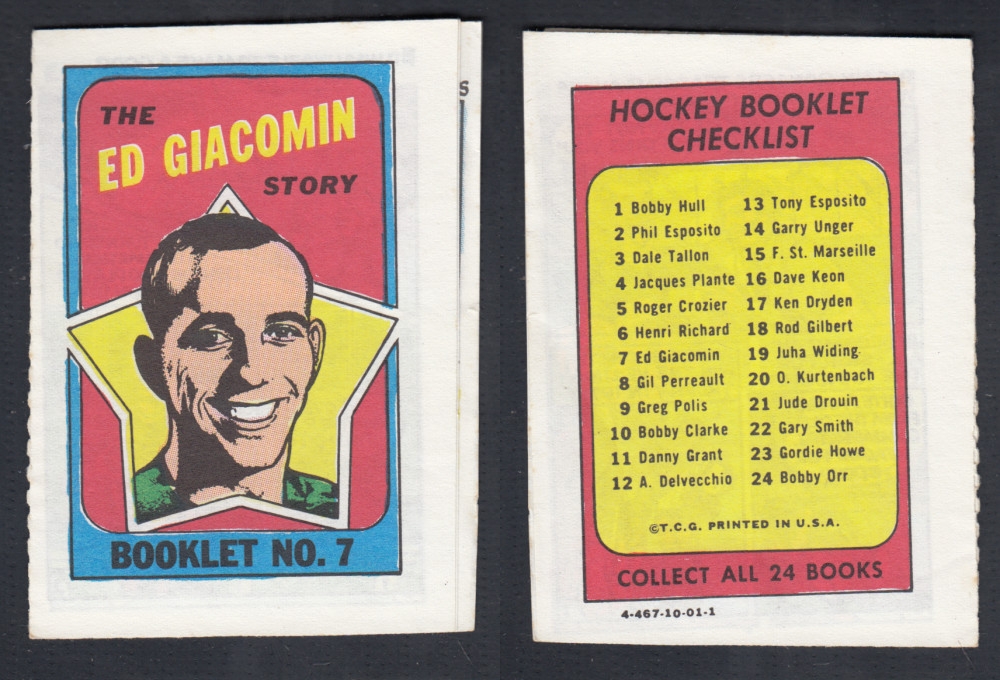 THE
ED GIACOMIN
STORY
BOOKLET NO. 7
S
HOCKEY BOOKLET
CHECKLIST
1 Bobby Hull
2 Phil Esposito
3 Dale Tallon
4 Jacques Plante
5 Roger Crozier
6 Henri Richard
7 Ed Giacomin
8 Gil Perreault
9 Greg Polis
10 Bobby Clarke
11 Danny Grant
12 A. Delvecchio
13 Tony Esposito
14 Garry Unger
15 F. St. Marseille
16 Dave Keon
17 Ken Dryden
18 Rod Gilbert
19 Juha Widing
20 O. Kurtenbach
21 Jude Drouin
22 Gary Smith
23 Gordie Howe
24 Bobby Orr
©T.C.G. PRINTED IN U.S.A.
COLLECT ALL 24 BOOKS
4-467-10-01-1